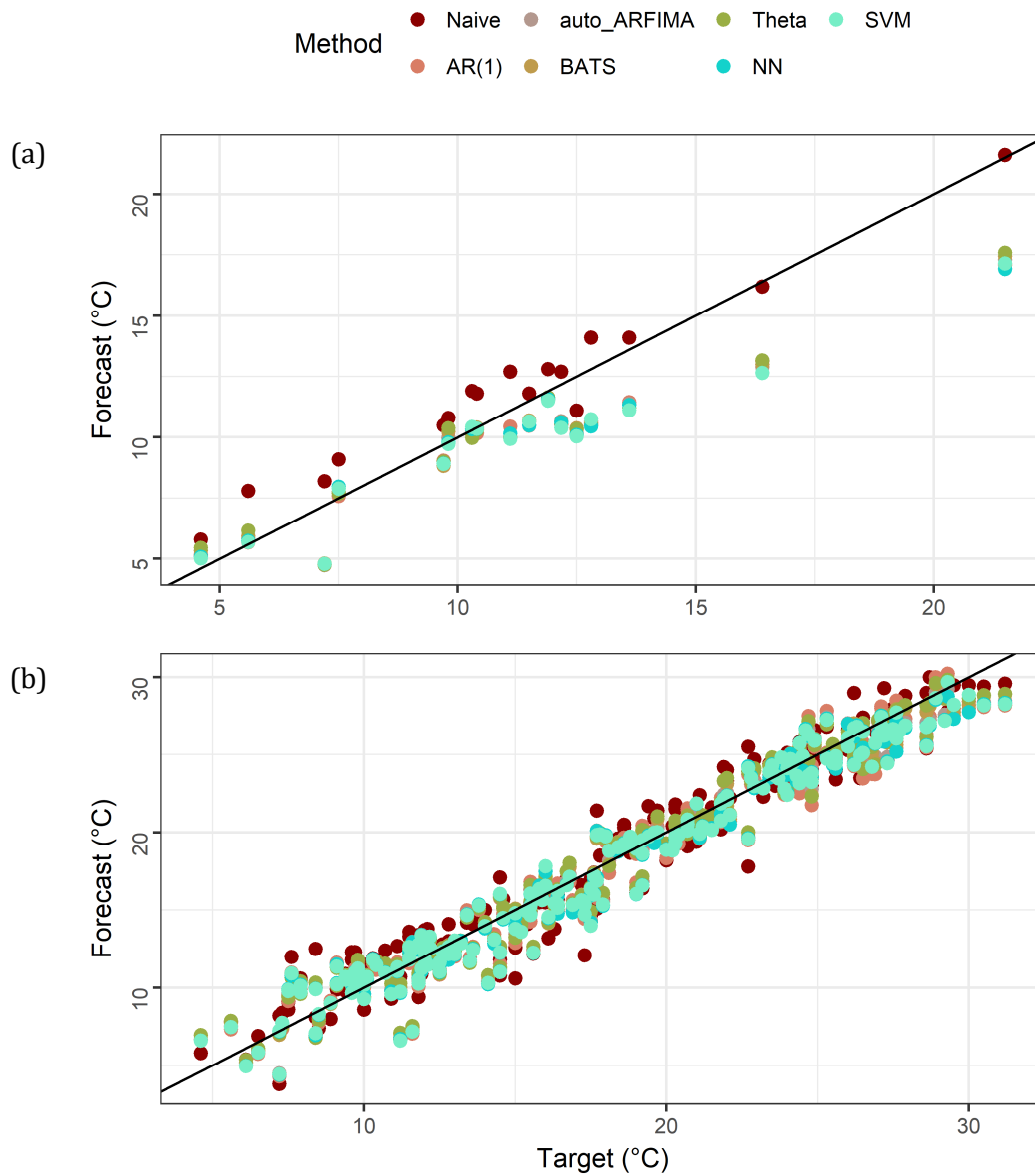 Method
Naive auto_ARFIMA Theta SVM
AR(1) BATS NN
(a)
Forecast (°C)
20
15
10
5
5 10 15 20
(b)
Forecast (°C)
30
20
10
10 20 30
Target (°C)